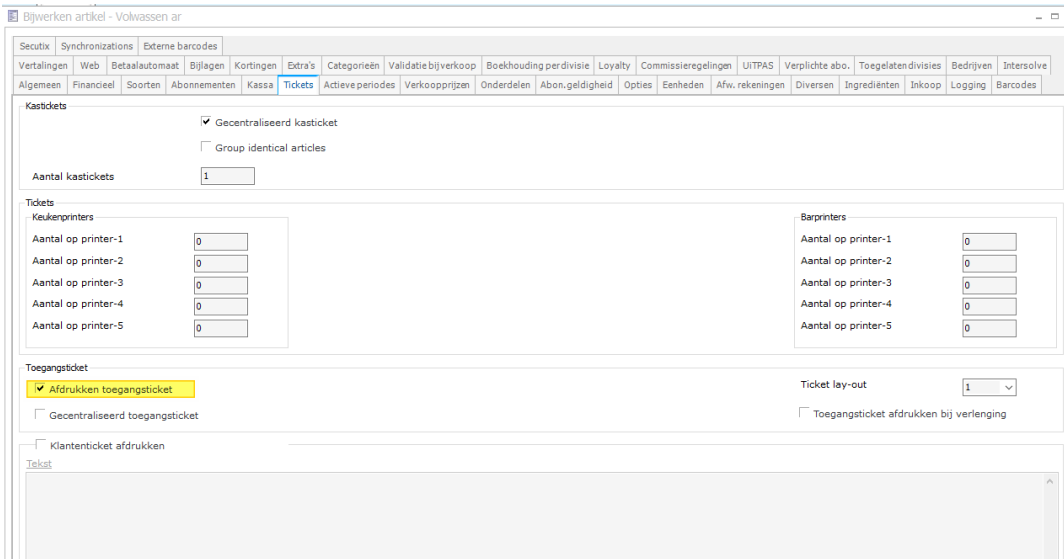 Bijwerken artikel - Volwassen ar
Secutix Synchronizations Externe barcodes
Vertalingen Web Betaalautomaat Bijlagen Kortingen Extra's Categorieën Validatie bij verkoop Boekhouding per divisie Loyalty Commissieregelingen UiTPAS Verplichte abo. Toegelaten divisies Bedrijven Intersolve
Algemeen Financieel Soorten Abonnementen Kassa Tickets Actieve periodes Verkoopprijzen Onderdelen Abon.geldigheid Opties Eenheden Afw. rekeningen Diversen Ingrediënten Inkoop Logging Barcodes
Kastickets
Gecentraliseerd kasticket
Group identical articles
Aantal kastickets 1
Tickets
Keukenprinters Barprinters
Aantal op printer-1 0 Aantal op printer-1 0
Aantal op printer-2 0 Aantal op printer-2 0
Aantal op printer-3 0 Aantal op printer-3 0
Aantal op printer-4 0 Aantal op printer-4 0
Aantal op printer-5 0 Aantal op printer-5 0
Toegangsticket
Afdrukken toegangsticket Ticket lay-out 1
Gecentraliseerd toegangsticket Toegangsticket afdrukken bij verlenging
Klantenticket afdrukken
Tekst